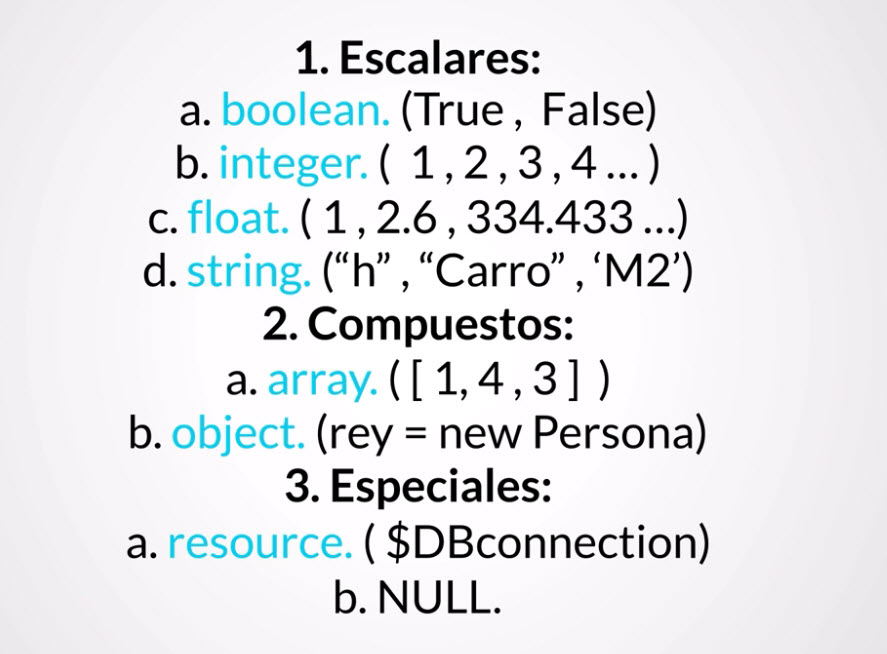 1. Escalares:
a. boolean. (True , False)
b. integer. ( 1 , 2 , 3 , 4 ... )
c. float. ( 1 , 2.6 , 334.433 ...)
d. string. (“h” , “Carro” , ‘M2’)
2. Compuestos:
a. array. ( [ 1, 4 , 3 ] )
b. object. (rey = new Persona)
3. Especiales:
a. resource. ( $DBconnection)
b. NULL.